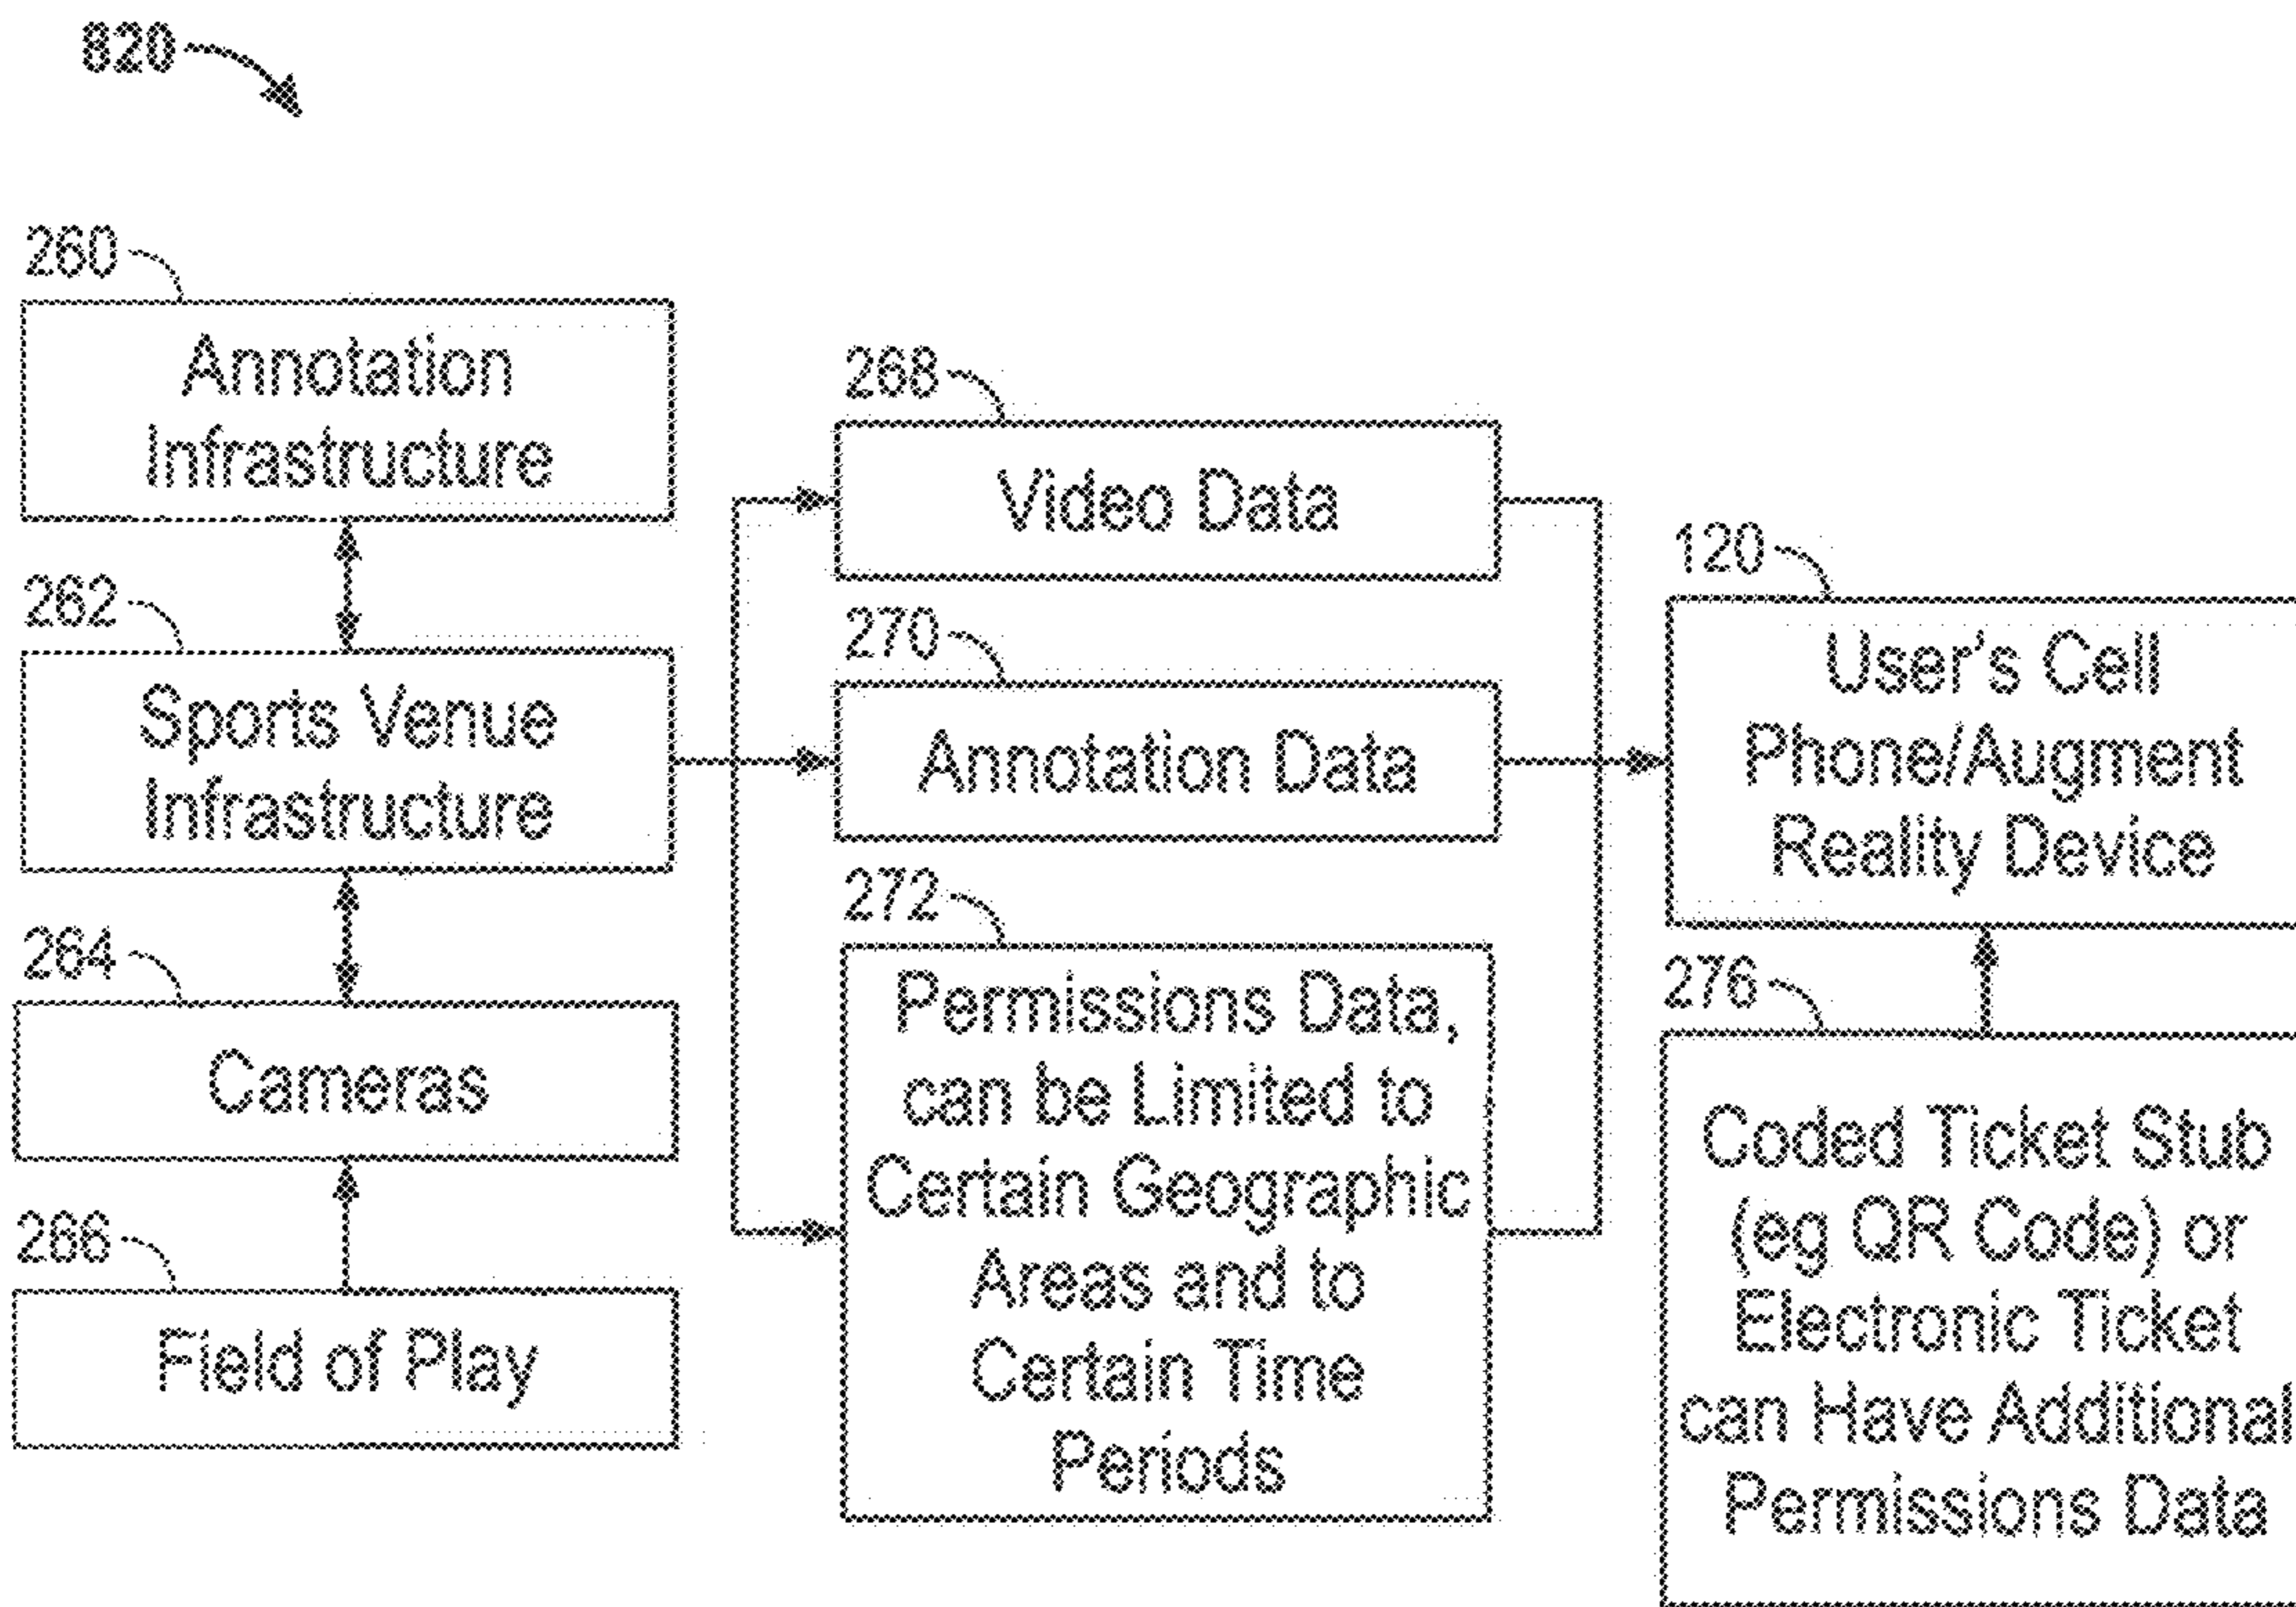 820
260
Annotation
Infrastructure
262
Sports Venue
Infrastructure
264
Cameras
266
Field of Play
268
Video Data
270
Annotation Data
272
Permissions Data,
can be Limited to
Certain Geographic
Areas and to
Certain Time
Periods
120
User's Cell
Phone/Augment
Reality Device
276
Coded Ticket Stub
(eg QR Code) or
Electronic Ticket
can Have Additional
Permissions Data